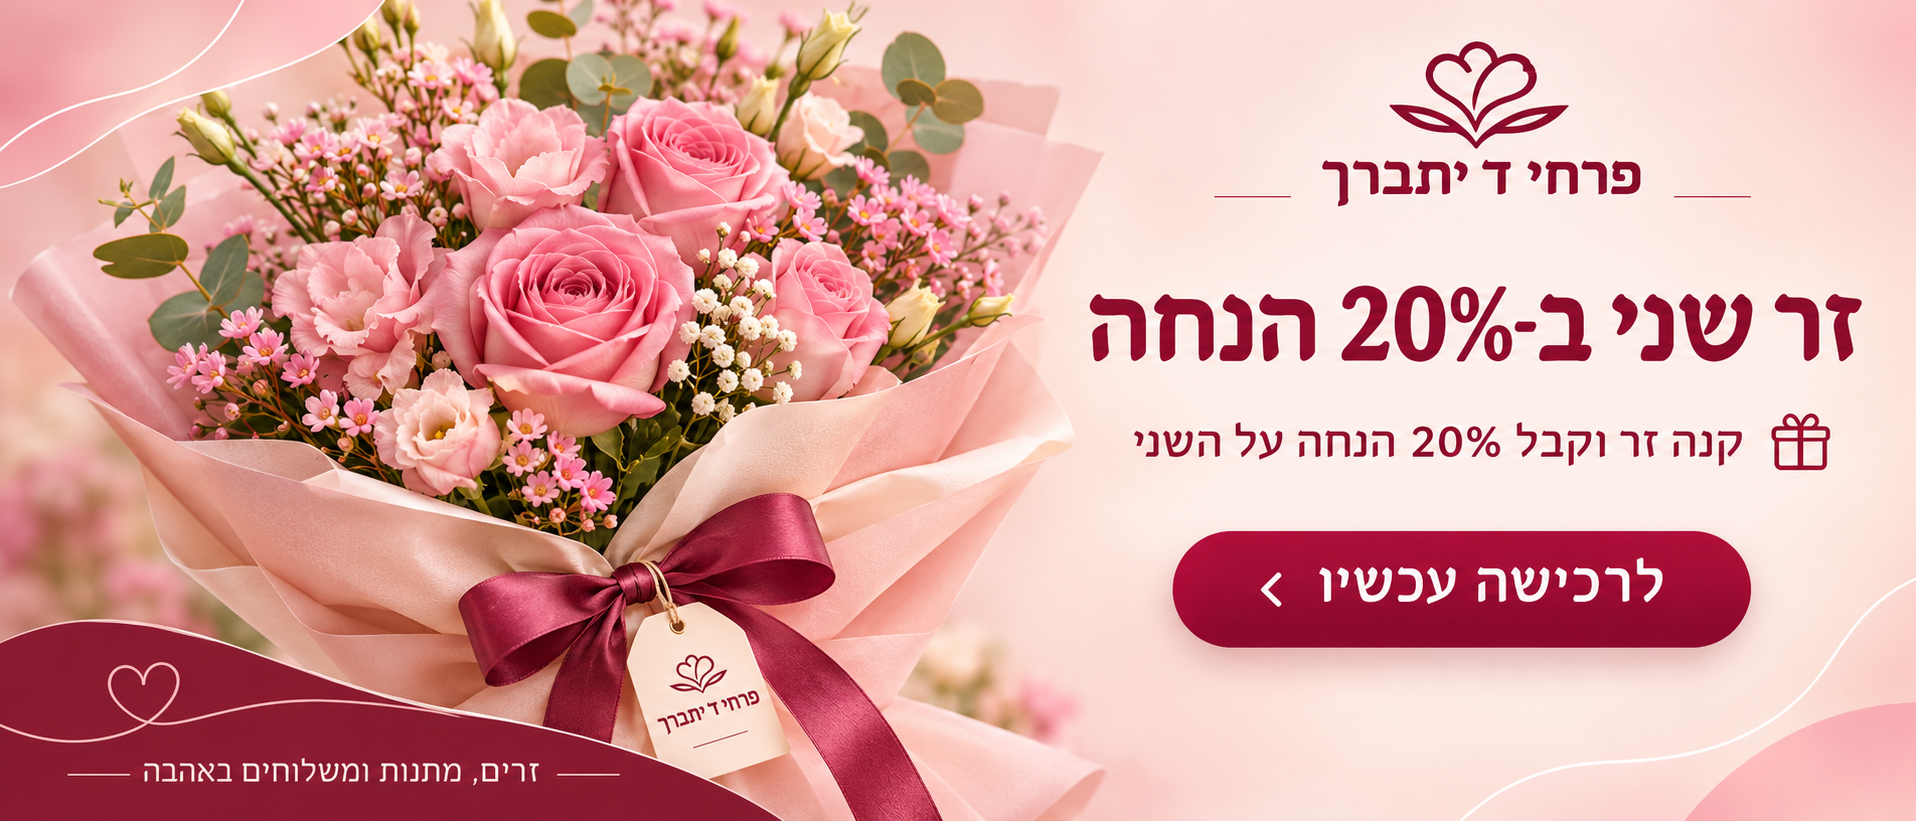 פרחי ד יתברך
זר שני ב-20% הנחה
קנה זר וקבל 20% הנחה על השני
לרכישה עכשיו
פרחי ד יתברך
זרים, מתנות ומשלוחים באהבה